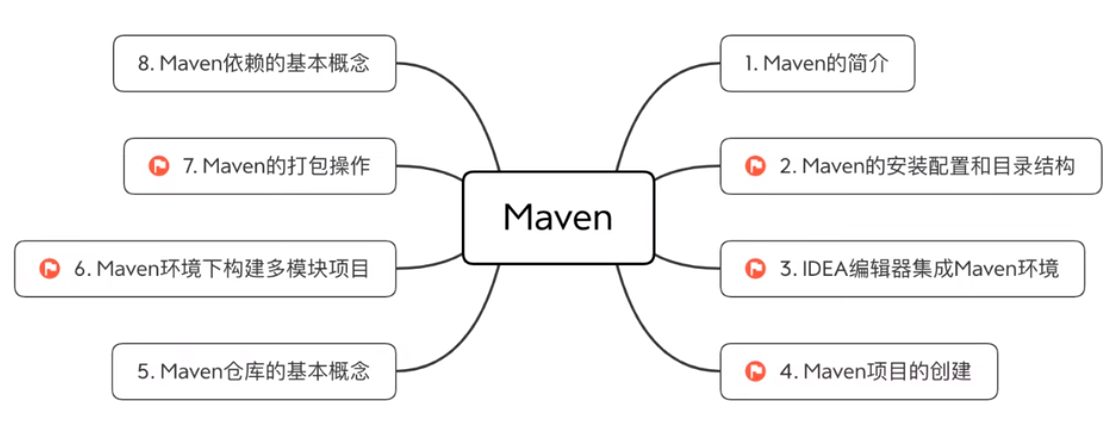 Maven
1. Maven的简介
2. Maven的安装配置和目录结构
3. IDEA编辑器集成Maven环境
4. Maven项目的创建
5. Maven仓库的基本概念
6. Maven环境下构建多模块项目
7. Maven的打包操作
8. Maven依赖的基本概念